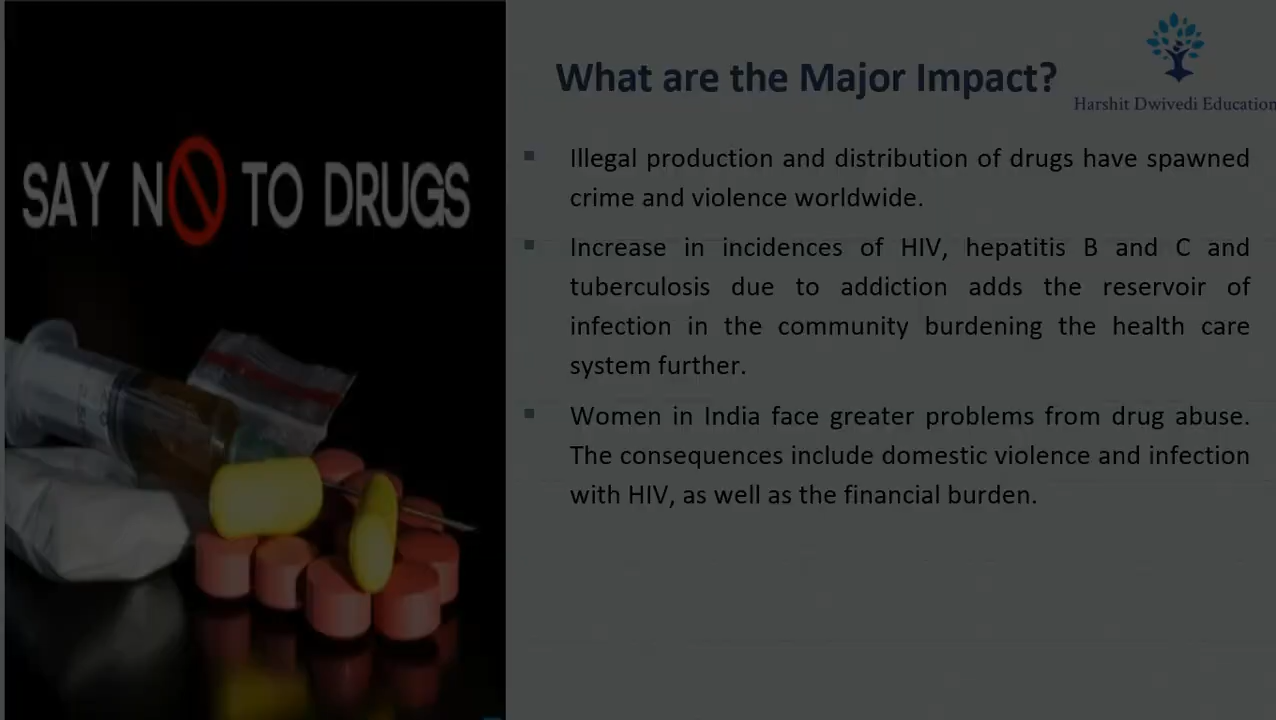 SAY NO TO DRUGS
What are the Major Impact?
Harshit Dwivedi Education
▪ Illegal production and distribution of drugs have spawned
crime and violence worldwide.
▪ Increase in incidences of HIV, hepatitis B and C and
tuberculosis due to addiction adds the reservoir of
infection in the community burdening the health care
system further.
▪ Women in India face greater problems from drug abuse.
The consequences include domestic violence and infection
with HIV, as well as the financial burden.